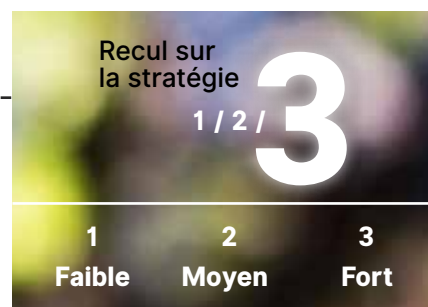 Recul sur
la stratégie
1 / 2 / 3
1 2 3
Faible Moyen Fort